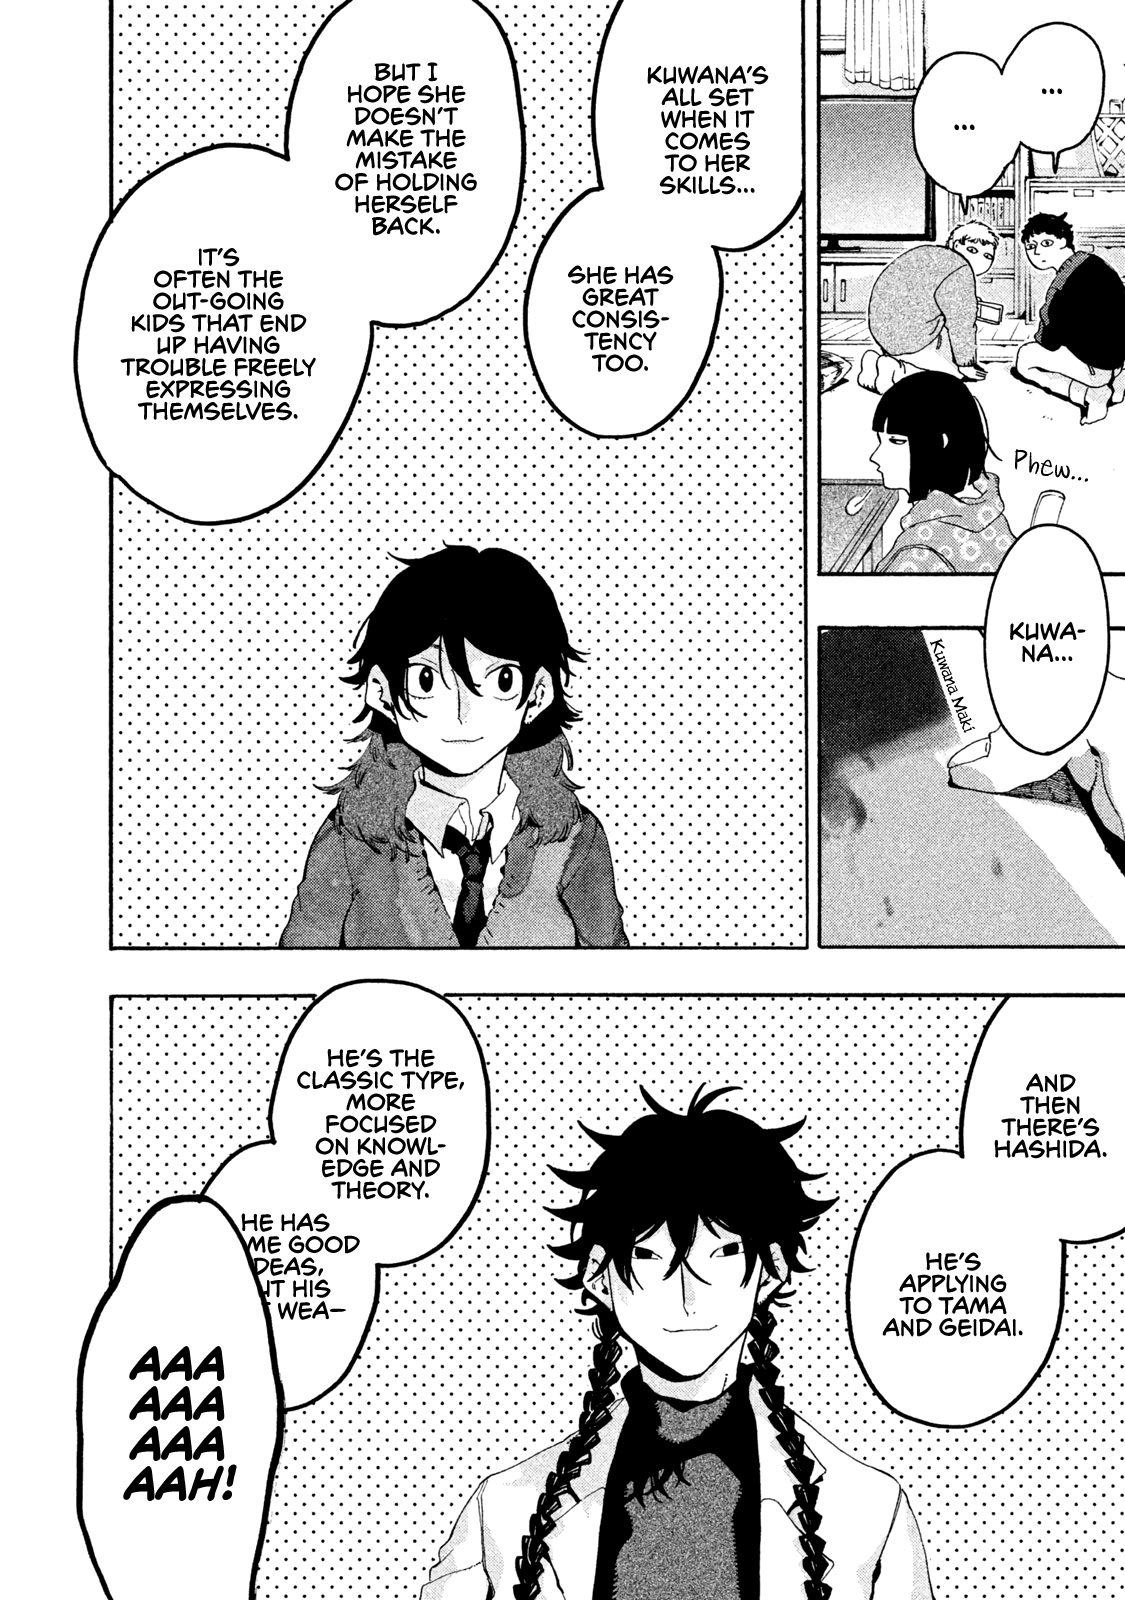 ...
...
Phew...
KUWA-
NA...
Kuwana Maki
KUWANA'S
ALL SET
WHEN IT
COMES
TO HER
SKILLS...
SHE HAS
GREAT
CONSIS-
TENCY
TOO.
BUT I
HOPE SHE
DOESN'T
MAKE THE
MISTAKE
OF HOLDING
HERSELF
BACK.
IT'S
OFTEN THE
OUT-GOING
KIDS THAT END
UP HAVING
TROUBLE FREELY
EXPRESSING
THEMSELVES.
AND
THEN
THERE'S
HASHIDA.
HE'S
APPLYING
TO TAMA
AND GEIDAI.
HE'S THE
CLASSIC TYPE,
MORE
FOCUSED
ON KNOWL-
EDGE AND
THEORY.
HE HAS
ME GOOD
DEAS,
HIS
WEA—
AAA
AAA
AAA
AAH!